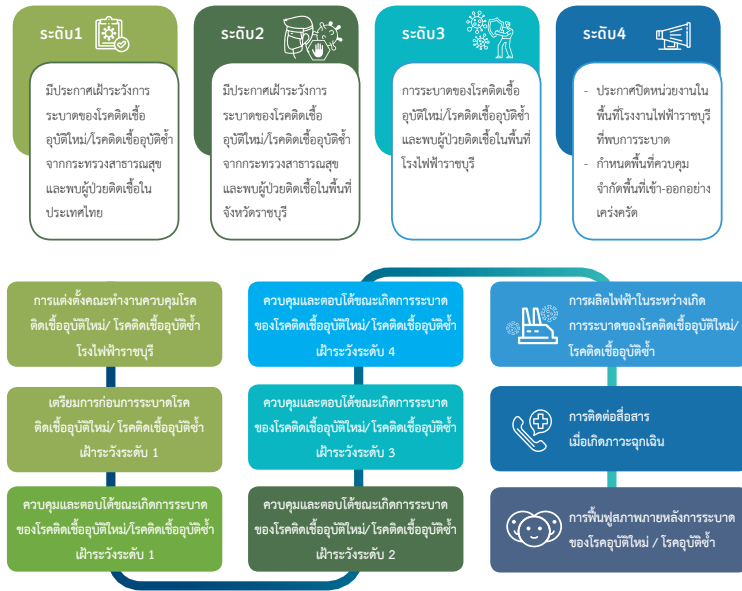 ระดับ1
มีประกาศเฝ้าระวังการ
ระบาดของโรคติดเชื้อ
อุบัติใหม่/โรคติดเชื้ออุบัติซ้ำ
จากกระทรวงสาธารณสุข
และพบผู้ป่วยติดเชื้อใน
ประเทศไทย
ระดับ2
มีประกาศเฝ้าระวังการ
ระบาดของโรคติดเชื้อ
อุบัติใหม่/โรคติดเชื้ออุบัติซ้ำ
จากกระทรวงสาธารณสุข
และพบผู้ป่วยติดเชื้อในพื้นที่
จังหวัดราชบุรี
ระดับ3
การระบาดของโรคติดเชื้อ
อุบัติใหม่/โรคติดเชื้ออุบัติซ้ำ
และพบผู้ป่วยติดเชื้อในพื้นที่
โรงไฟฟ้าราชบุรี
ระดับ4
- ประกาศปิดหน่วยงานใน
พื้นที่โรงงานไฟฟ้าราชบุรี
ที่พบการระบาด
- กำหนดพื้นที่ควบคุม
จำกัดพื้นที่เข้า-ออกอย่าง
เคร่งครัด
การแต่งตั้งคณะทำงานควบคุมโรค
ติดเชื้ออุบัติใหม่/ โรคติดเชื้ออุบัติซ้ำ
โรงไฟฟ้าราชบุรี
เตรียมการก่อนการระบาดโรค
ติดเชื้ออุบัติใหม่/ โรคติดเชื้ออุบัติซ้ำ
เฝ้าระวังระดับ 1
ควบคุมและตอบโต้ขณะเกิดการระบาด
ของโรคติดเชื้ออุบัติใหม่/โรคติดเชื้ออุบัติซ้ำ
เฝ้าระวังระดับ 1
ควบคุมและตอบโต้ขณะเกิดการระบาด
ของโรคติดเชื้ออุบัติใหม่/ โรคติดเชื้ออุบัติซ้ำ
เฝ้าระวังระดับ 4
ควบคุมและตอบโต้ขณะเกิดการระบาด
ของโรคติดเชื้ออุบัติใหม่/ โรคติดเชื้ออุบัติซ้ำ
เฝ้าระวังระดับ 3
ควบคุมและตอบโต้ขณะเกิดการระบาด
ของโรคติดเชื้ออุบัติใหม่/ โรคติดเชื้ออุบัติซ้ำ
เฝ้าระวังระดับ 2
การผลิตไฟฟ้าในระหว่างเกิด
การระบาดของโรคติดเชื้ออุบัติใหม่/
โรคติดเชื้ออุบัติซ้ำ
การติดต่อสื่อสาร
เมื่อเกิดภาวะฉุกเฉิน
การฟื้นฟูสภาพภายหลังการระบาด
ของโรคอุบัติใหม่ / โรคอุบัติซ้ำ